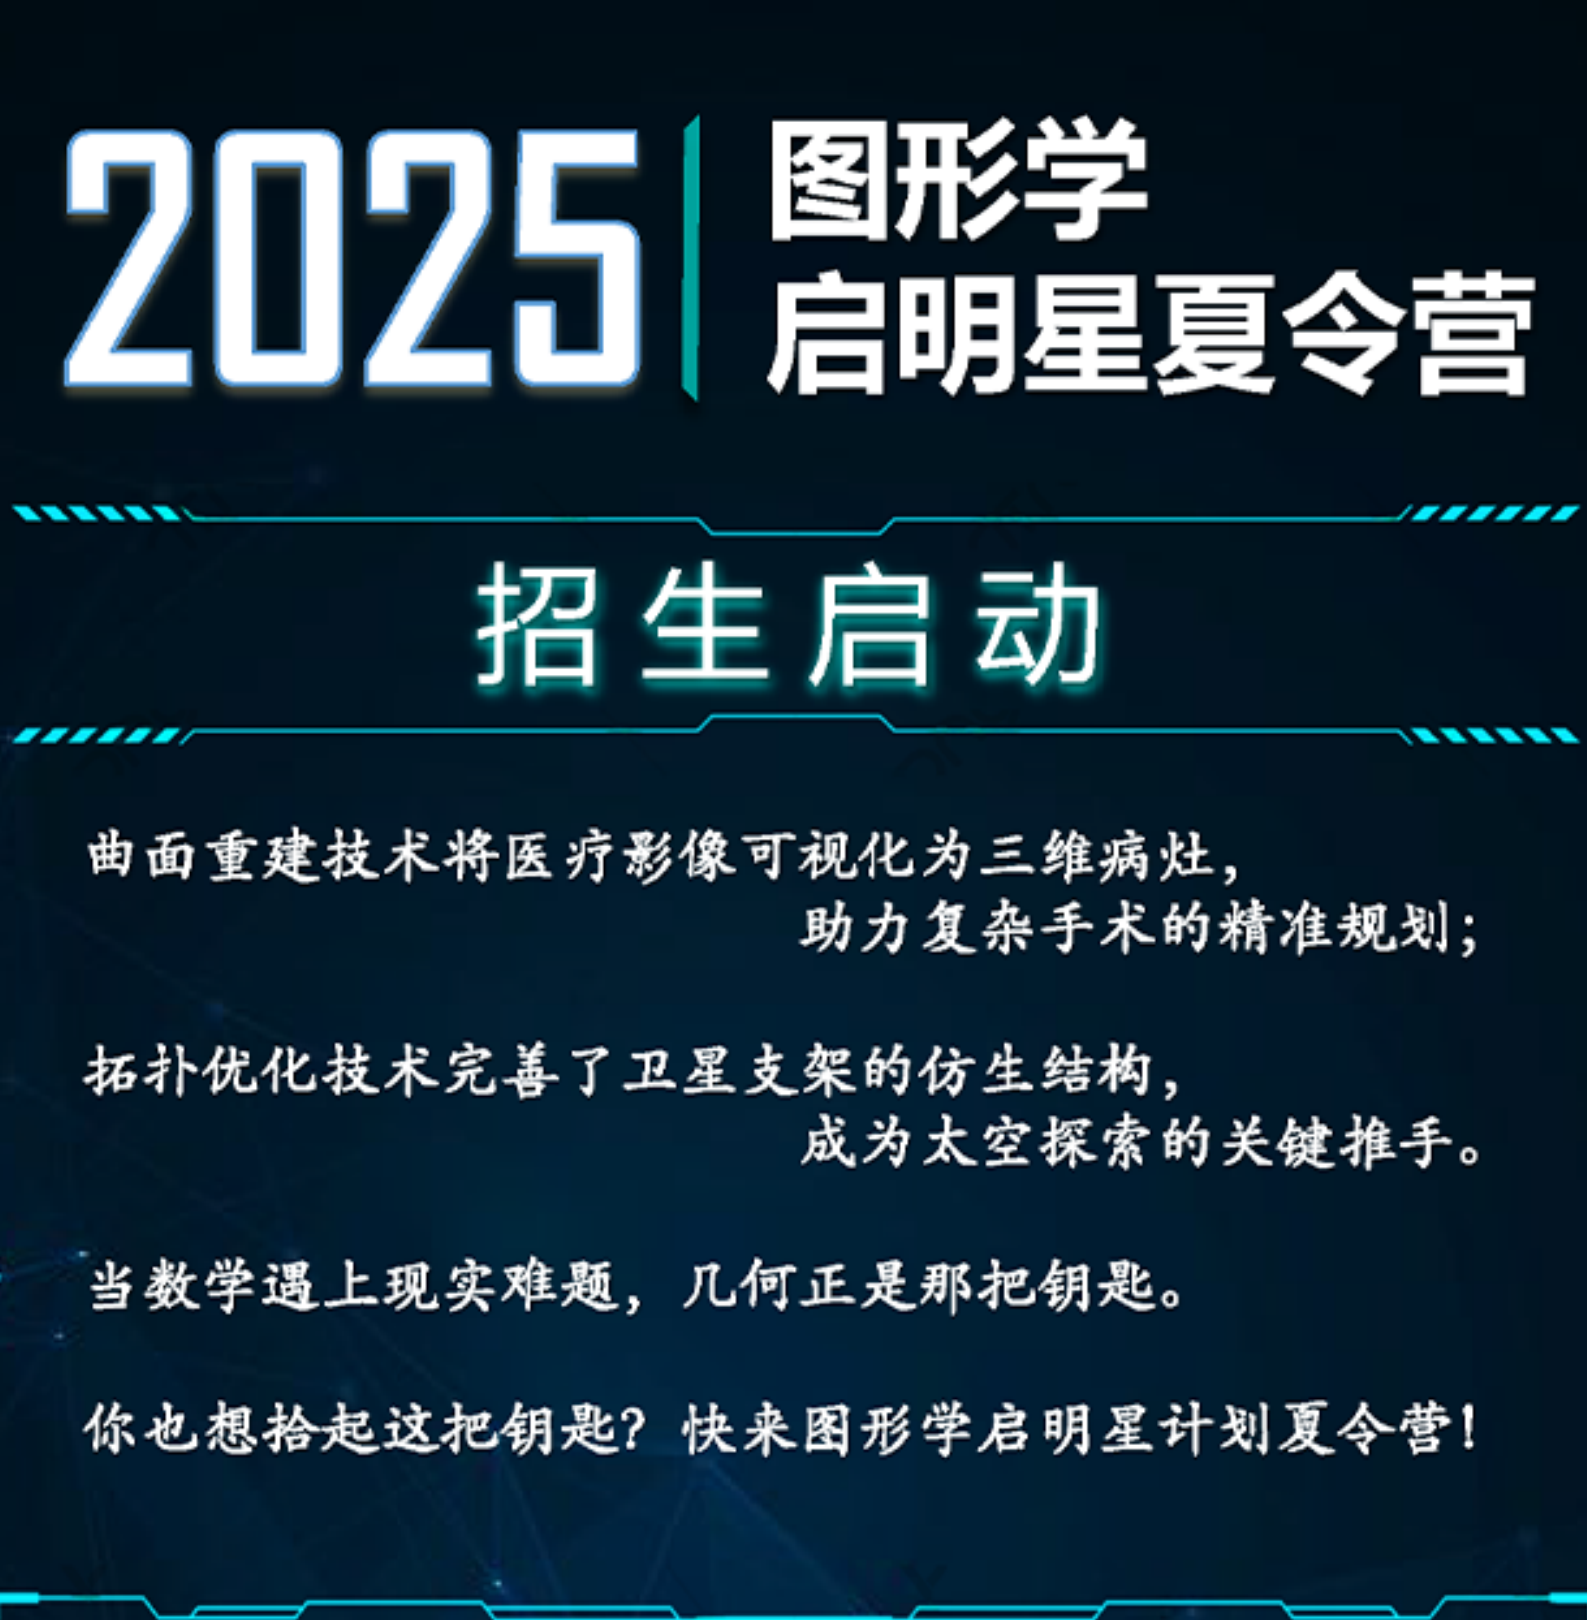 2025
图形学
启明星夏令营
招生启动
曲面重建技术将医疗影像可视化为三维病灶，
助力复杂手术的精准规划；
拓扑优化技术完善了卫星支架的仿生结构，
成为太空探索的关键推手。
当数学遇上现实难题，几何正是那把钥匙。
你也想拾起这把钥匙？快来图形学启明星计划夏令营！